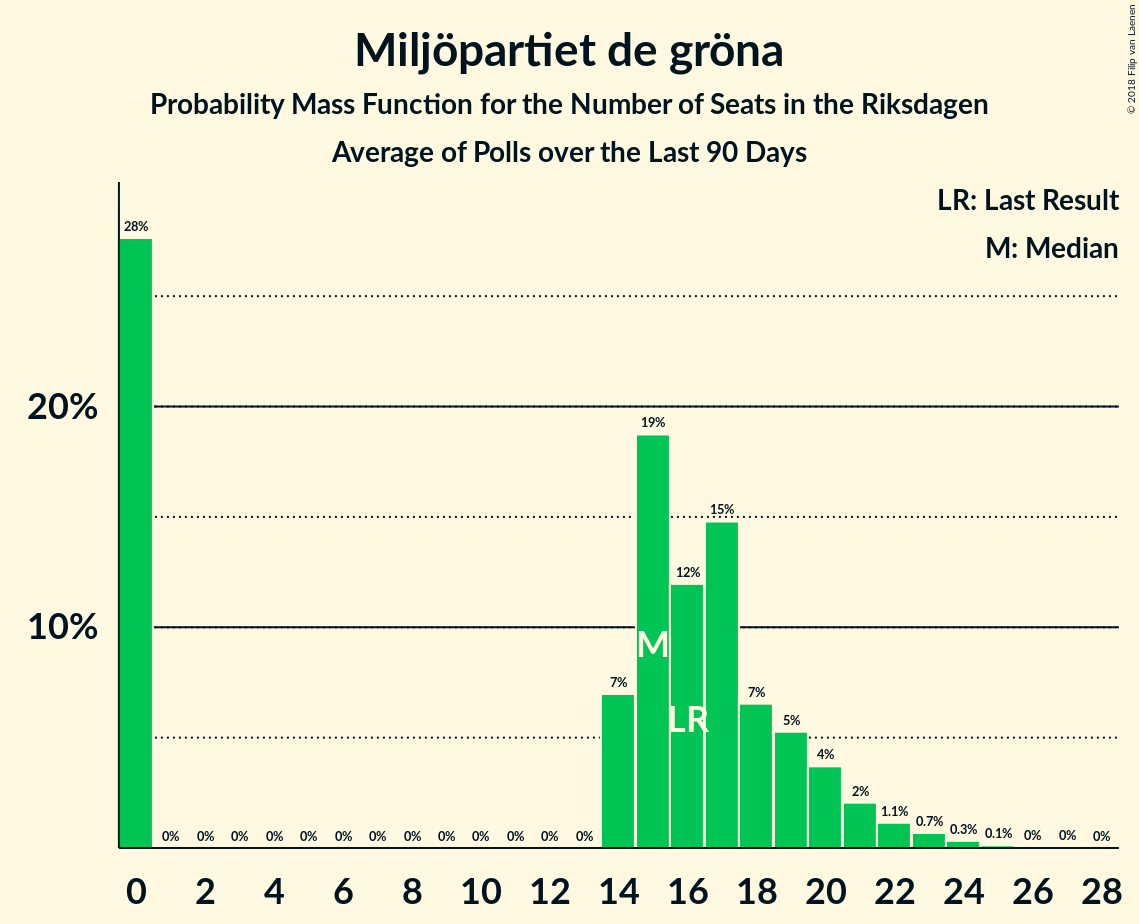 Miljöpartiet de gröna
Probability Mass Function for the Number of Seats in the Riksdagen
Average of Polls over the Last 90 Days
© 2018 Filip van Laenen
LR: Last Result
M: Median
28%
20%
19%
15%
12%
10%
M
7%
7%
LR
5%
4%
2%
1.1%
0.7%
0.3%
0.1%
0% 0% 0% 0% 0% 0% 0% 0% 0% 0% 0% 0% 0% 0% 0% 0%
0 2 4 6 8 10 12 14 16 18 20 22 24 26 28